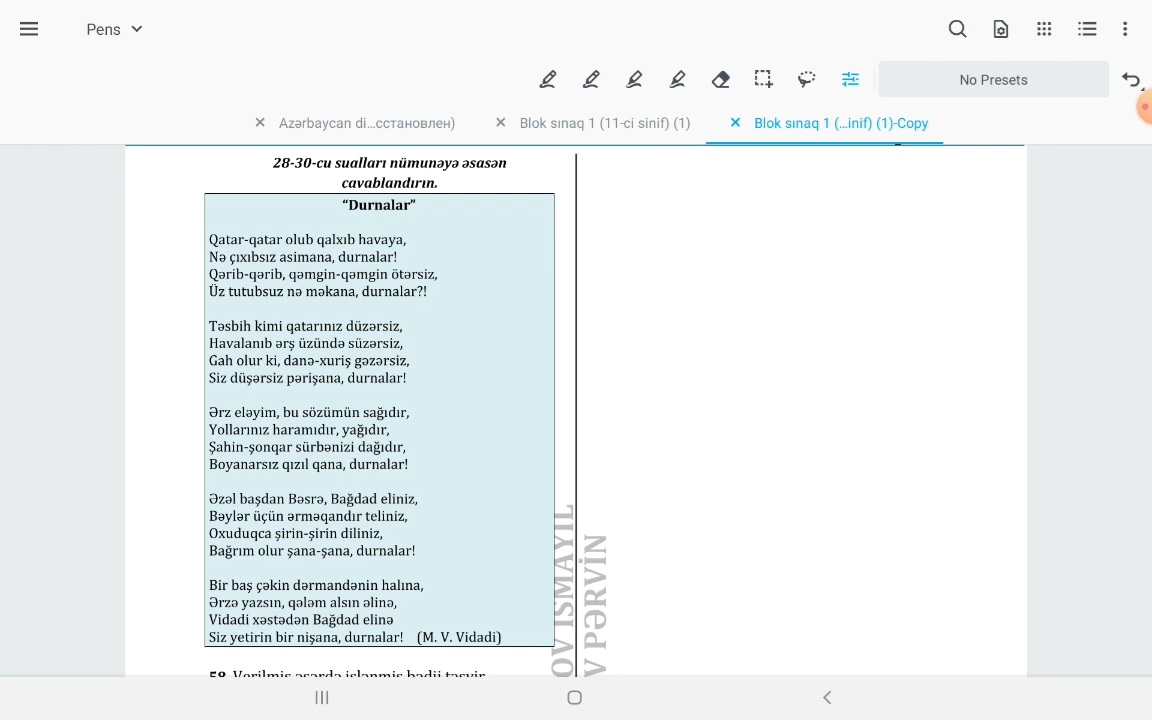 Pens
No Presets
Azərbaycan di...сстановлен)
Blok sınaq 1 (11-ci sinif) (1)
Blok sınaq 1 (...inif) (1)-Copy
28-30-cu sualları nümunəyə əsasən
cavablandırın.
“Durnalar”
Qatar-qatar olub qalxıb havaya,
Nə çıxıbsız asimana, durnalar!
Qərib-qərib, qəmgin-qəmgin ötərsiz,
Üz tutubsuz nə məkana, durnalar?!
Təsbih kimi qatarınız düzərsiz,
Havalanıb ərş üzündə süzərsiz,
Gah olur ki, danə-xuriş gəzərsiz,
Siz düşərsiz pərişana, durnalar!
Ərz eləyim, bu sözümün sağıdır,
Yollarınız haramıdır, yağıdır,
Şahin-şonqar sürbənizi dağıdır,
Boyanarsız qızıl qana, durnalar!
Əzəl başdan Bəsrə, Bağdad eliniz,
Bəylər üçün ərməqandır teliniz,
Oxuduqca şirin-şirin diliniz,
Bağrım olur şana-şana, durnalar!
Bir baş çəkin dərmandənin halına,
Ərzə yazsın, qələm alsın əlinə,
Vidadi xəstədən Bağdad elinə
Siz yetirin bir nişana, durnalar! (M. V. Vidadi)
58. Verilmiş əsərdə işlənmiş bədii təsvir
OV İSMAYIL
V PƏRVİN